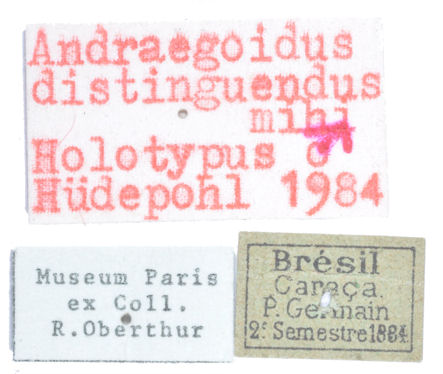 Andraegoidus
distinguendus
mihi
Holotypus ♂
Hüdepohl 1984
Museum Paris
ex Coll.
R.Oberthur
Brésil
Caraça
P. Germain
2e Semestre 1884